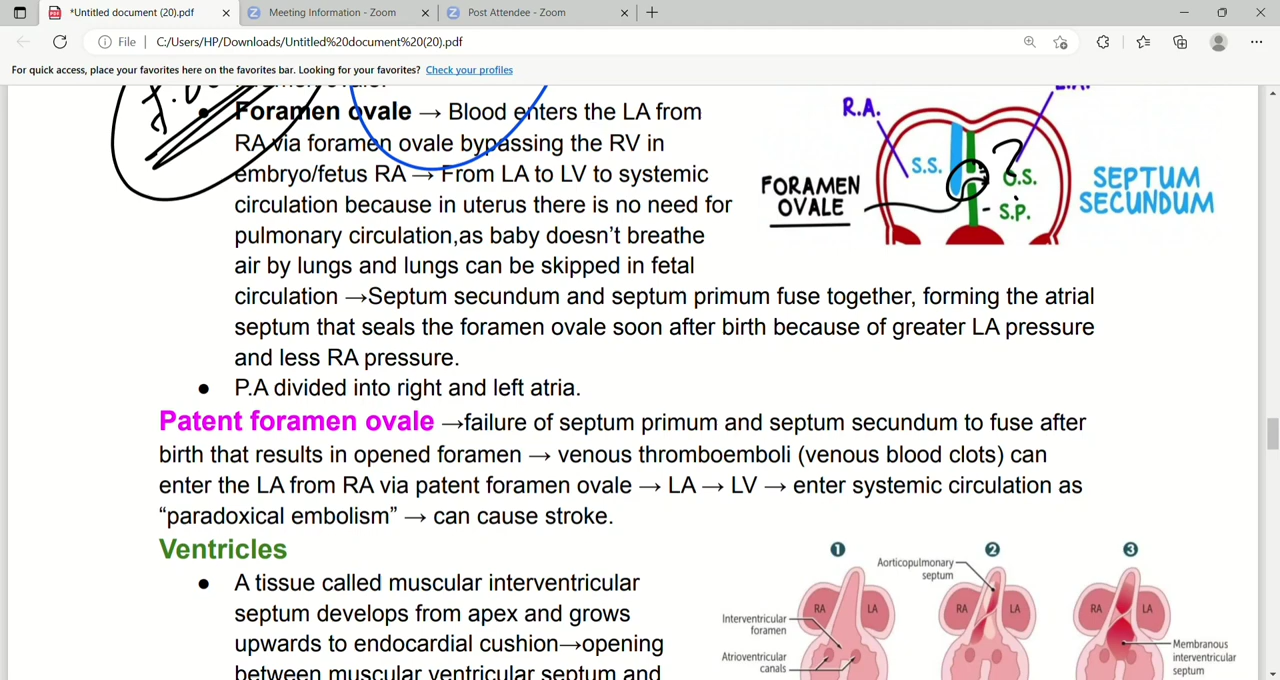 *Untitled document (20).pdf
Meeting Information - Zoom
Post Attendee - Zoom
File
C:/Users/HP/Downloads/Untitled%20document%20(20).pdf
For quick access, place your favorites here on the favorites bar. Looking for your favorites? Check your profiles
Foramen ovale → Blood enters the LA from
RA via foramen ovale bypassing the RV in
embryo/fetus RA → From LA to LV to systemic
circulation because in uterus there is no need for
pulmonary circulation,as baby doesn't breathe
air by lungs and lungs can be skipped in fetal
circulation →Septum secundum and septum primum fuse together, forming the atrial
septum that seals the foramen ovale soon after birth because of greater LA pressure
and less RA pressure.
R.A.
L.A.
S.S.
O.S.
S.P.
FORAMEN
OVALE
SEPTUM
SECUNDUM
● P.A divided into right and left atria.
Patent foramen ovale →failure of septum primum and septum secundum to fuse after
birth that results in opened foramen → venous thromboemboli (venous blood clots) can
enter the LA from RA via patent foramen ovale → LA → LV → enter systemic circulation as
“paradoxical embolism” → can cause stroke.
Ventricles
● A tissue called muscular interventricular
septum develops from apex and grows
upwards to endocardial cushion→opening
between muscular ventricular septum and
1
2
3
Aorticopulmonary
septum
RA LA
RA LA
RA LA
Interventricular
foramen
Atrioventricular
canals
Membranous
interventricular
septum